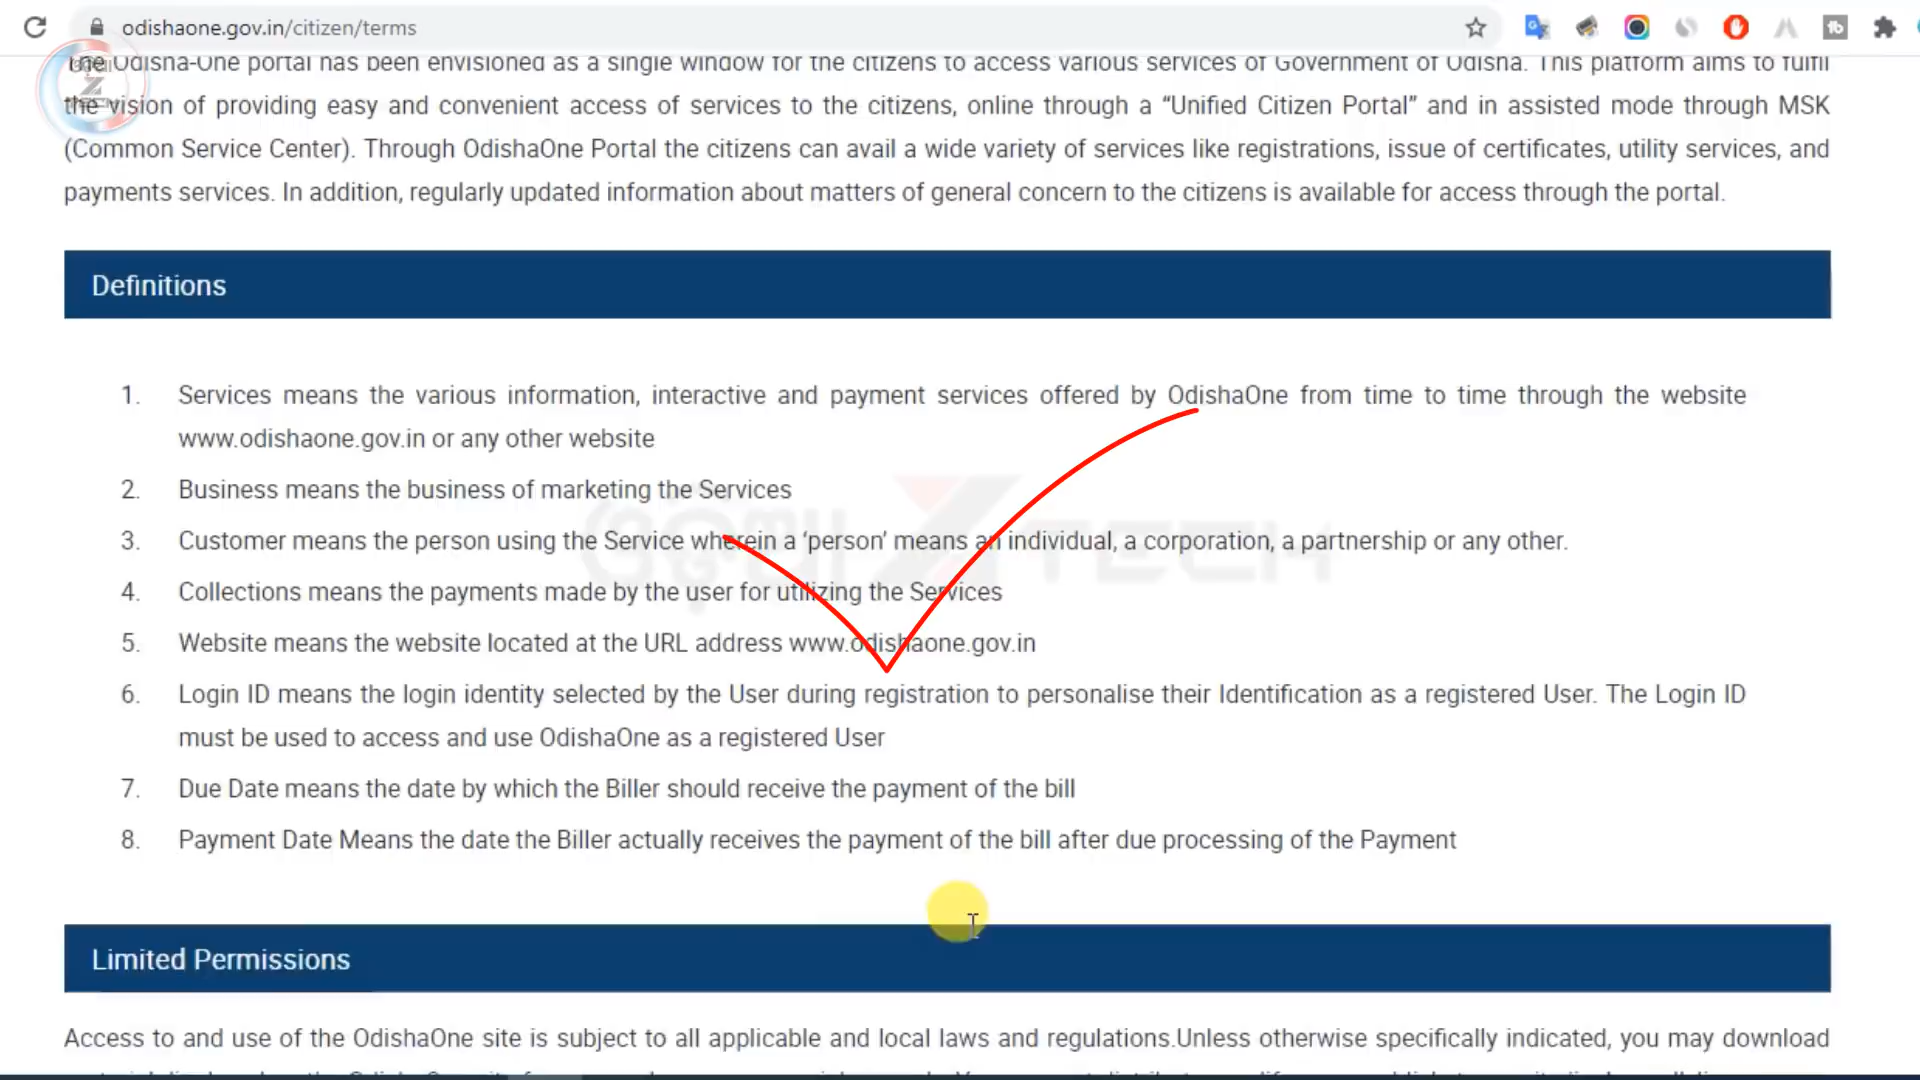 odishaone.gov.in/citizen/terms
The Odisha-One portal has been envisioned as a single window for the citizens to access various services of Government of Odisha. This platform aims to fulfil
the vision of providing easy and convenient access of services to the citizens, online through a “Unified Citizen Portal” and in assisted mode through MSK
(Common Service Center). Through OdishaOne Portal the citizens can avail a wide variety of services like registrations, issue of certificates, utility services, and
payments services. In addition, regularly updated information about matters of general concern to the citizens is available for access through the portal.
Definitions
1. Services means the various information, interactive and payment services offered by OdishaOne from time to time through the website
www.odishaone.gov.in or any other website
2. Business means the business of marketing the Services
3. Customer means the person using the Service wherein a ‘person’ means an individual, a corporation, a partnership or any other.
4. Collections means the payments made by the user for utilizing the Services
5. Website means the website located at the URL address www.odishaone.gov.in
6. Login ID means the login identity selected by the User during registration to personalise their Identification as a registered User. The Login ID
must be used to access and use OdishaOne as a registered User
7. Due Date means the date by which the Biller should receive the payment of the bill
8. Payment Date Means the date the Biller actually receives the payment of the bill after due processing of the Payment
Limited Permissions
Access to and use of the OdishaOne site is subject to all applicable and local laws and regulations.Unless otherwise specifically indicated, you may download
TECH